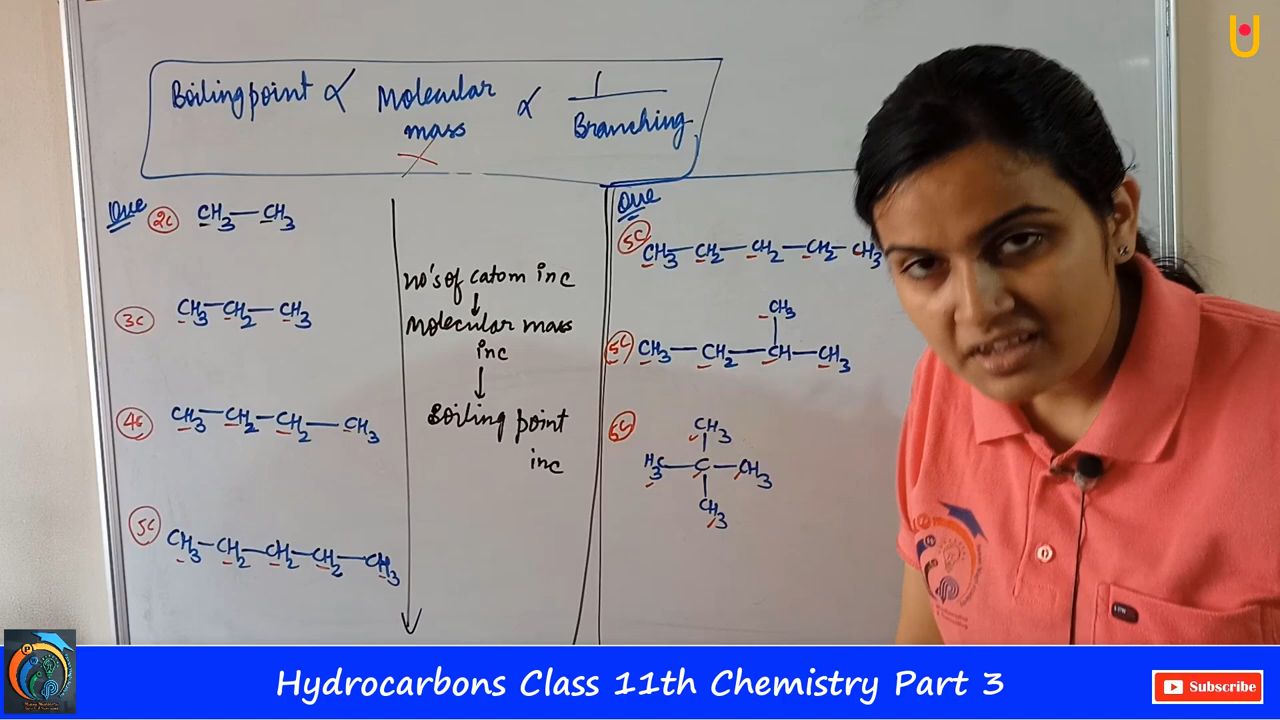 Boiling point ∝ Molecular mass ∝ 1/Branching
Que
2C CH3—CH3
3C CH3—CH2—CH3
4C CH3—CH2—CH2—CH3
5C CH3—CH2—CH2—CH2—CH3
no's of catom inc
↓
Molecular mass
inc
↓
Boiling point
inc
Que
5C CH3—CH2—CH2—CH2—CH3
CH3
5C CH3—CH2—CH—CH3
5C
CH3
H3C—C—CH3
CH3
Hydrocarbons Class 11th Chemistry Part 3
Subscribe